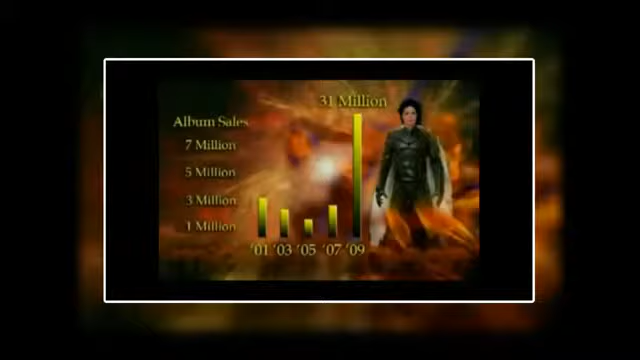 31 Million
Album Sales
7 Million
5 Million
3 Million
1 Million
'01 '03 '05 '07 '09